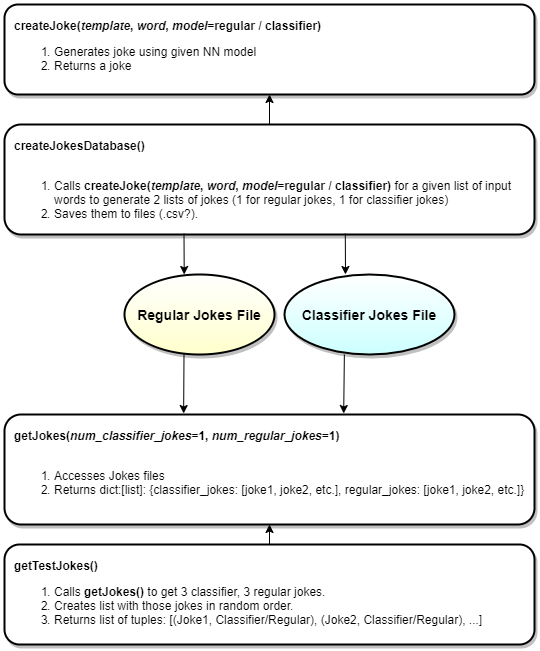 createJoke(template, word, model=regular / classifier)
1. Generates joke using given NN model
2. Returns a joke
createJokesDatabase()
1. Calls createJoke(template, word, model=regular / classifier) for a given list of input
words to generate 2 lists of jokes (1 for regular jokes, 1 for classifier jokes)
2. Saves them to files (.csv?).
Regular Jokes File
Classifier Jokes File
getJokes(num_classifier_jokes=1, num_regular_jokes=1)
1. Accesses Jokes files
2. Returns dict:[list]: {classifier_jokes: [joke1, joke2, etc.], regular_jokes: [joke1, joke2, etc.]}
getTestJokes()
1. Calls getJokes() to get 3 classifier, 3 regular jokes.
2. Creates list with those jokes in random order.
3. Returns list of tuples: [(Joke1, Classifier/Regular), (Joke2, Classifier/Regular), ...]